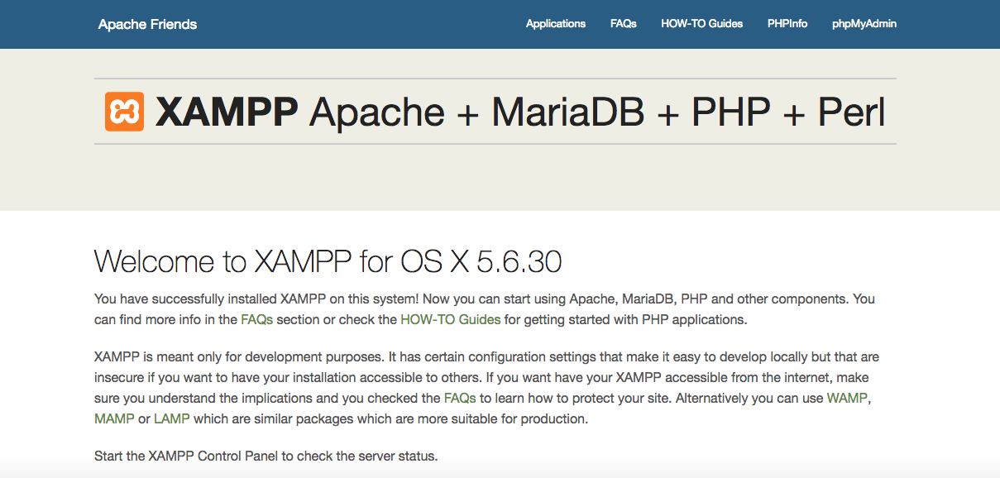 Apache Friends
Applications FAQs HOW-TO Guides PHPInfo phpMyAdmin
XAMPP Apache + MariaDB + PHP + Perl
Welcome to XAMPP for OS X 5.6.30
You have successfully installed XAMPP on this system! Now you can start using Apache, MariaDB, PHP and other components. You
can find more info in the FAQs section or check the HOW-TO Guides for getting started with PHP applications.
XAMPP is meant only for development purposes. It has certain configuration settings that make it easy to develop locally but that are
insecure if you want to have your installation accessible to others. If you want have your XAMPP accessible from the internet, make
sure you understand the implications and you checked the FAQs to learn how to protect your site. Alternatively you can use WAMP,
MAMP or LAMP which are similar packages which are more suitable for production.
Start the XAMPP Control Panel to check the server status.